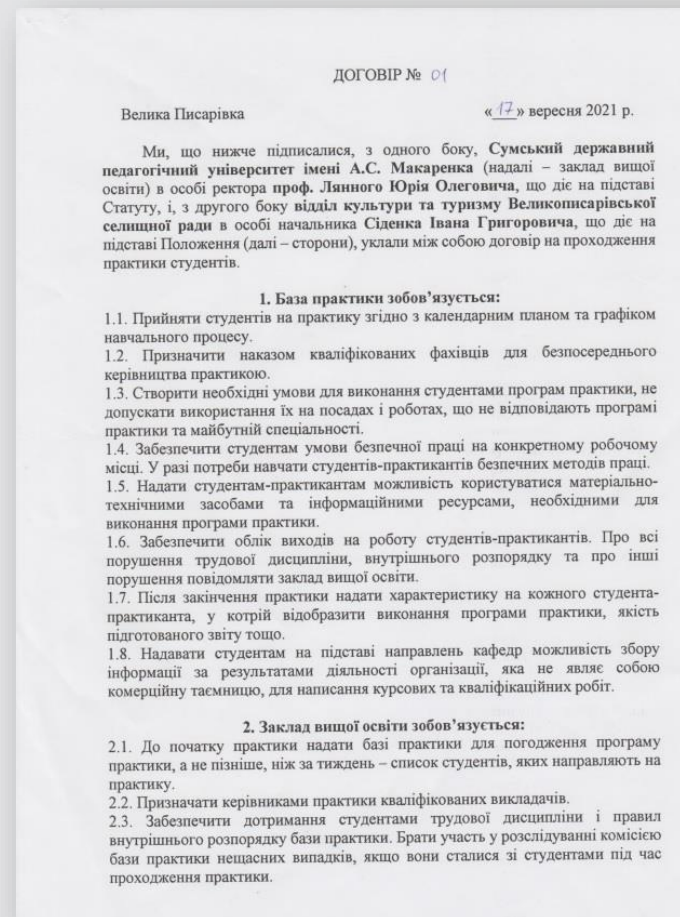 ДОГОВІР № 01
Велика Писарівка «17» вересня 2021 р.
Ми, що нижче підписалися, з одного боку, Сумський державний
педагогічний університет імені А.С. Макаренка (надалі – заклад вищої
освіти) в особі ректора проф. Лянного Юрія Олеговича, що діє на підставі
Статуту, і, з другого боку відділ культури та туризму Великописарівської
селищної ради в особі начальника Сіденка Івана Григоровича, що діє на
підставі Положення (далі – сторони), уклали між собою договір на проходження
практики студентів.
1. База практики зобов’язується:
1.1. Прийняти студентів на практику згідно з календарним планом та графіком
навчального процесу.
1.2. Призначити наказом кваліфікованих фахівців для безпосереднього
керівництва практикою.
1.3. Створити необхідні умови для виконання студентами програм практики, не
допускати використання їх на посадах і роботах, що не відповідають програмі
практики та майбутній спеціальності.
1.4. Забезпечити студентам умови безпечної праці на конкретному робочому
місці. У разі потреби навчати студентів-практикантів безпечних методів праці.
1.5. Надати студентам-практикантам можливість користуватися матеріально-
технічними засобами та інформаційними ресурсами, необхідними для
виконання програми практики.
1.6. Забезпечити облік виходів на роботу студентів-практикантів. Про всі
порушення трудової дисципліни, внутрішнього розпорядку та про інші
порушення повідомляти заклад вищої освіти.
1.7. Після закінчення практики надати характеристику на кожного студента-
практиканта, у котрій відобразити виконання програми практики, якість
підготованого звіту тощо.
1.8. Надавати студентам на підставі направлень кафедр можливість збору
інформації за результатами діяльності організації, яка не являє собою
комерційну таємницю, для написання курсових та кваліфікаційних робіт.
2. Заклад вищої освіти зобов’язується:
2.1. До початку практики надати базі практики для погодження програму
практики, а не пізніше, ніж за тиждень – список студентів, яких направляють на
практику.
2.2. Призначати керівниками практики кваліфікованих викладачів.
2.3. Забезпечити дотримання студентами трудової дисципліни і правил
внутрішнього розпорядку бази практики. Брати участь у розслідуванні комісією
бази практики нещасних випадків, якщо вони сталися зі студентами під час
проходження практики.